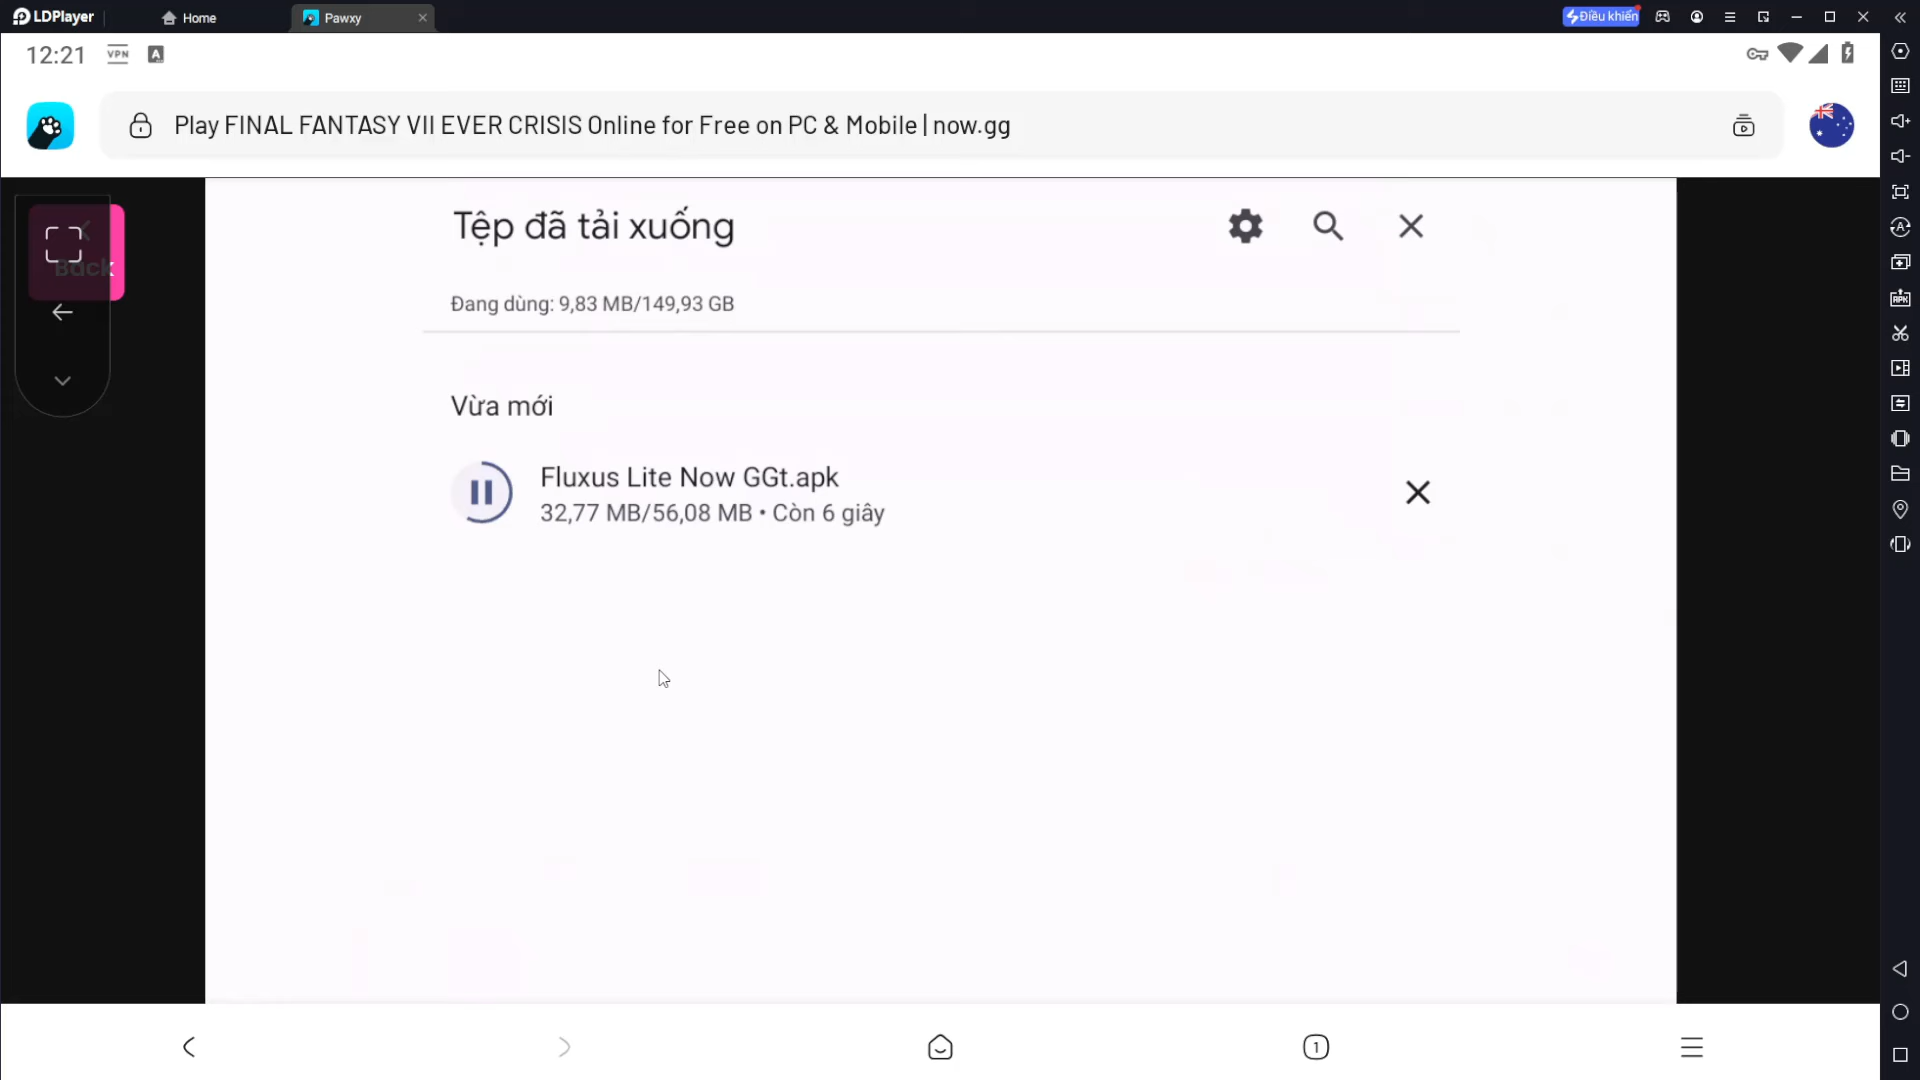 LDPlayer
Home
Pawxy
Điều khiển
12:21
VPN
A
Play FINAL FANTASY VII EVER CRISIS Online for Free on PC & Mobile | now.gg
Back
Tệp đã tải xuống
Đang dùng: 9,83 MB/149,93 GB
Vừa mới
Fluxus Lite Now GGt.apk
32,77 MB/56,08 MB • Còn 6 giây
1